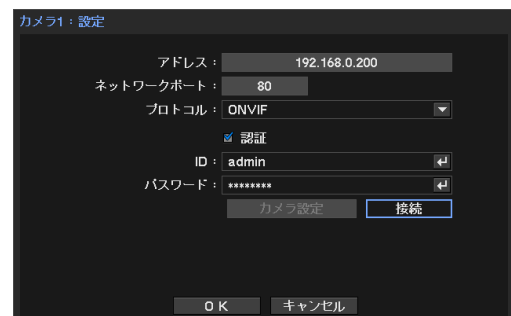 カメラ1：設定
アドレス： 192.168.0.200
ネットワークポート： 80
プロトコル： ONVIF
認証
ID： admin
パスワード： ********
カメラ設定 接続
ＯＫ キャンセル